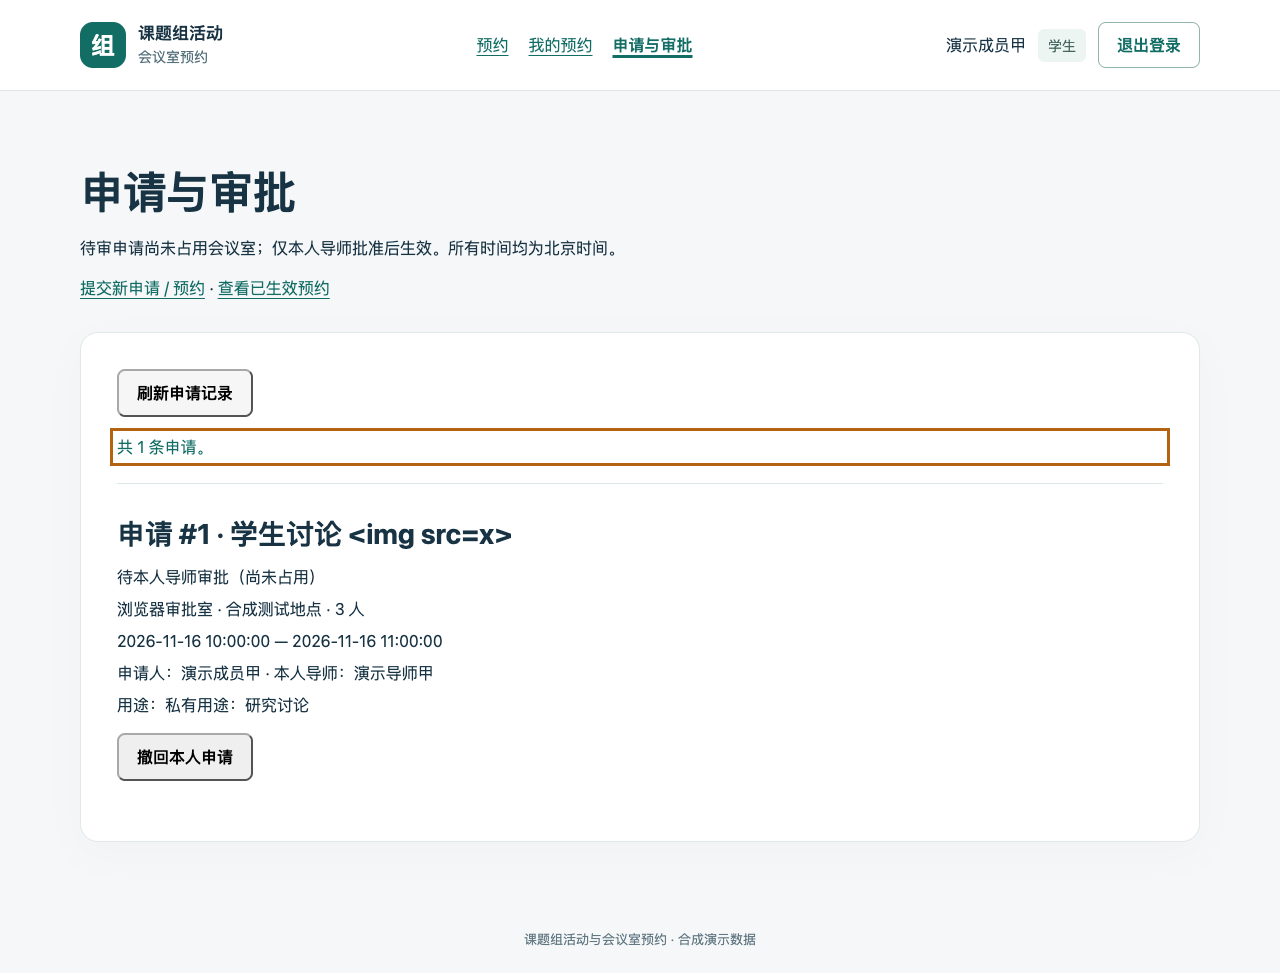 组
课题组活动
会议室预约
预约 我的预约 申请与审批
演示成员甲 学生 退出登录
申请与审批
待审申请尚未占用会议室；仅本人导师批准后生效。所有时间均为北京时间。
提交新申请 / 预约 · 查看已生效预约
刷新申请记录
共 1 条申请。
申请 #1 · 学生讨论 <img src=x>
待本人导师审批（尚未占用）
浏览器审批室 · 合成测试地点 · 3 人
2026-11-16 10:00:00 — 2026-11-16 11:00:00
申请人：演示成员甲 · 本人导师：演示导师甲
用途：私有用途：研究讨论
撤回本人申请
课题组活动与会议室预约 · 合成演示数据